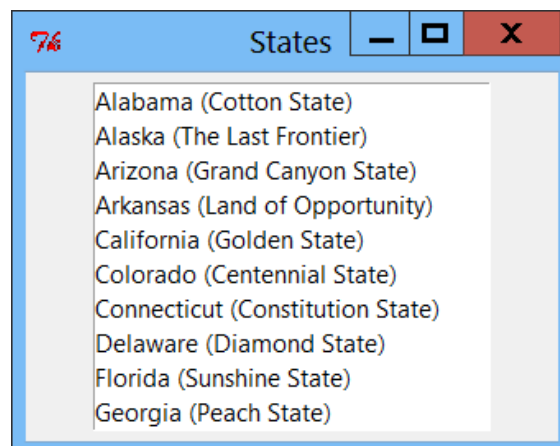 States
Alabama (Cotton State)
Alaska (The Last Frontier)
Arizona (Grand Canyon State)
Arkansas (Land of Opportunity)
California (Golden State)
Colorado (Centennial State)
Connecticut (Constitution State)
Delaware (Diamond State)
Florida (Sunshine State)
Georgia (Peach State)